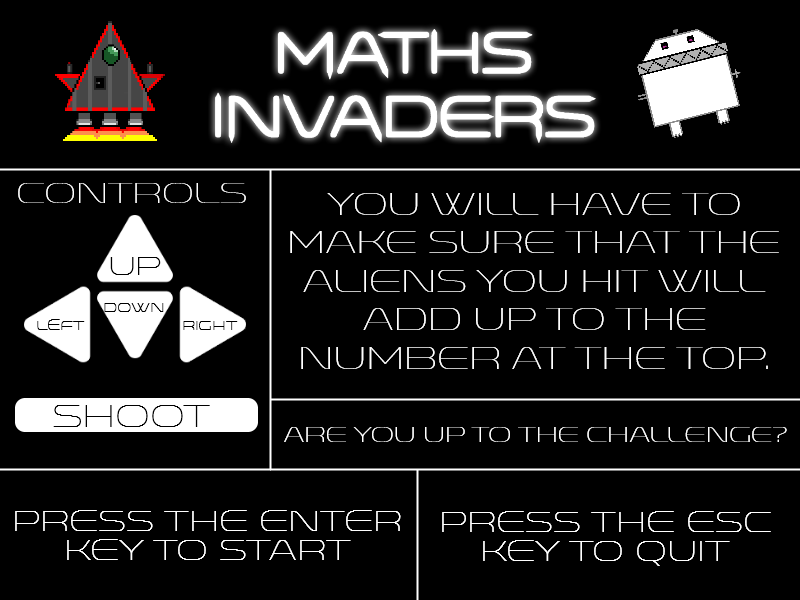 MATHS
INVADERS
CONTROLS
UP
LEFT
DOWN
RIGHT
SHOOT
YOU WILL HAVE TO
MAKE SURE THAT THE
ALIENS YOU HIT WILL
ADD UP TO THE
NUMBER AT THE TOP.
ARE YOU UP TO THE CHALLENGE?
PRESS THE ENTER
KEY TO START
PRESS THE ESC
KEY TO QUIT